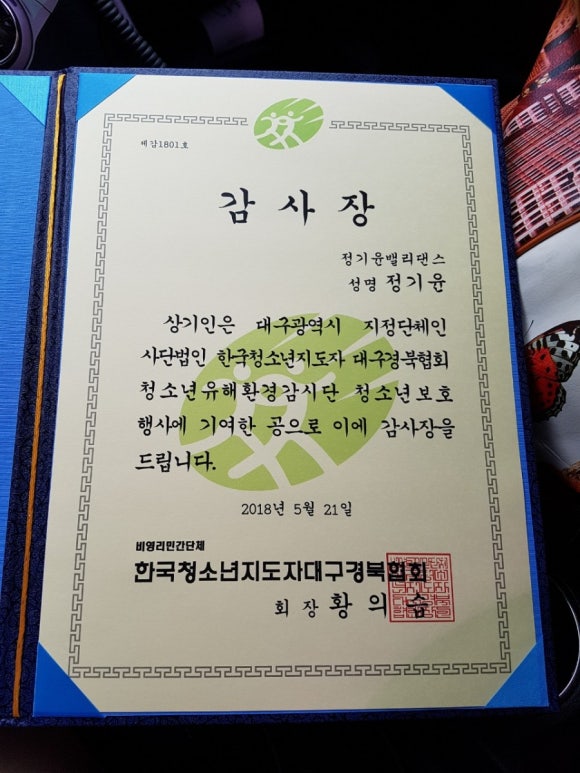 제감1801호
감사장
정기윤밸리댄스
성명 정기윤
상기인은 대구광역시 지정단체인
사단법인 한국청소년지도자 대구경북협회
청소년유해환경감시단 청소년보호
행사에 기여한 공으로 이에 감사장을
드립니다.
2018년 5월 21일
비영리민간단체
한국청소년지도자대구경북협회
회장 황의습